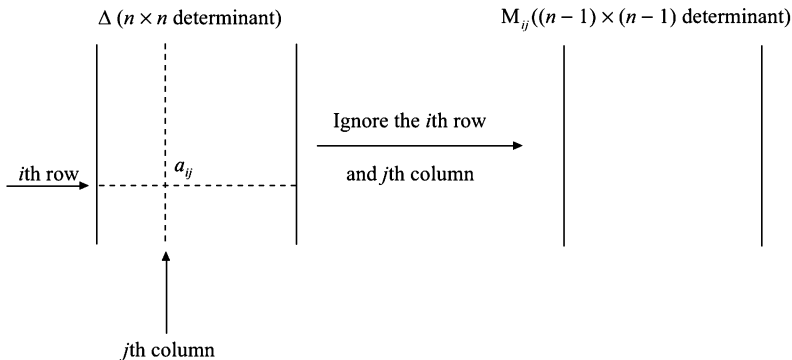 Δ (n × n determinant)
M_ij((n − 1) × (n − 1) determinant)
Ignore the ith row
and jth column
a_ij
ith row
jth column